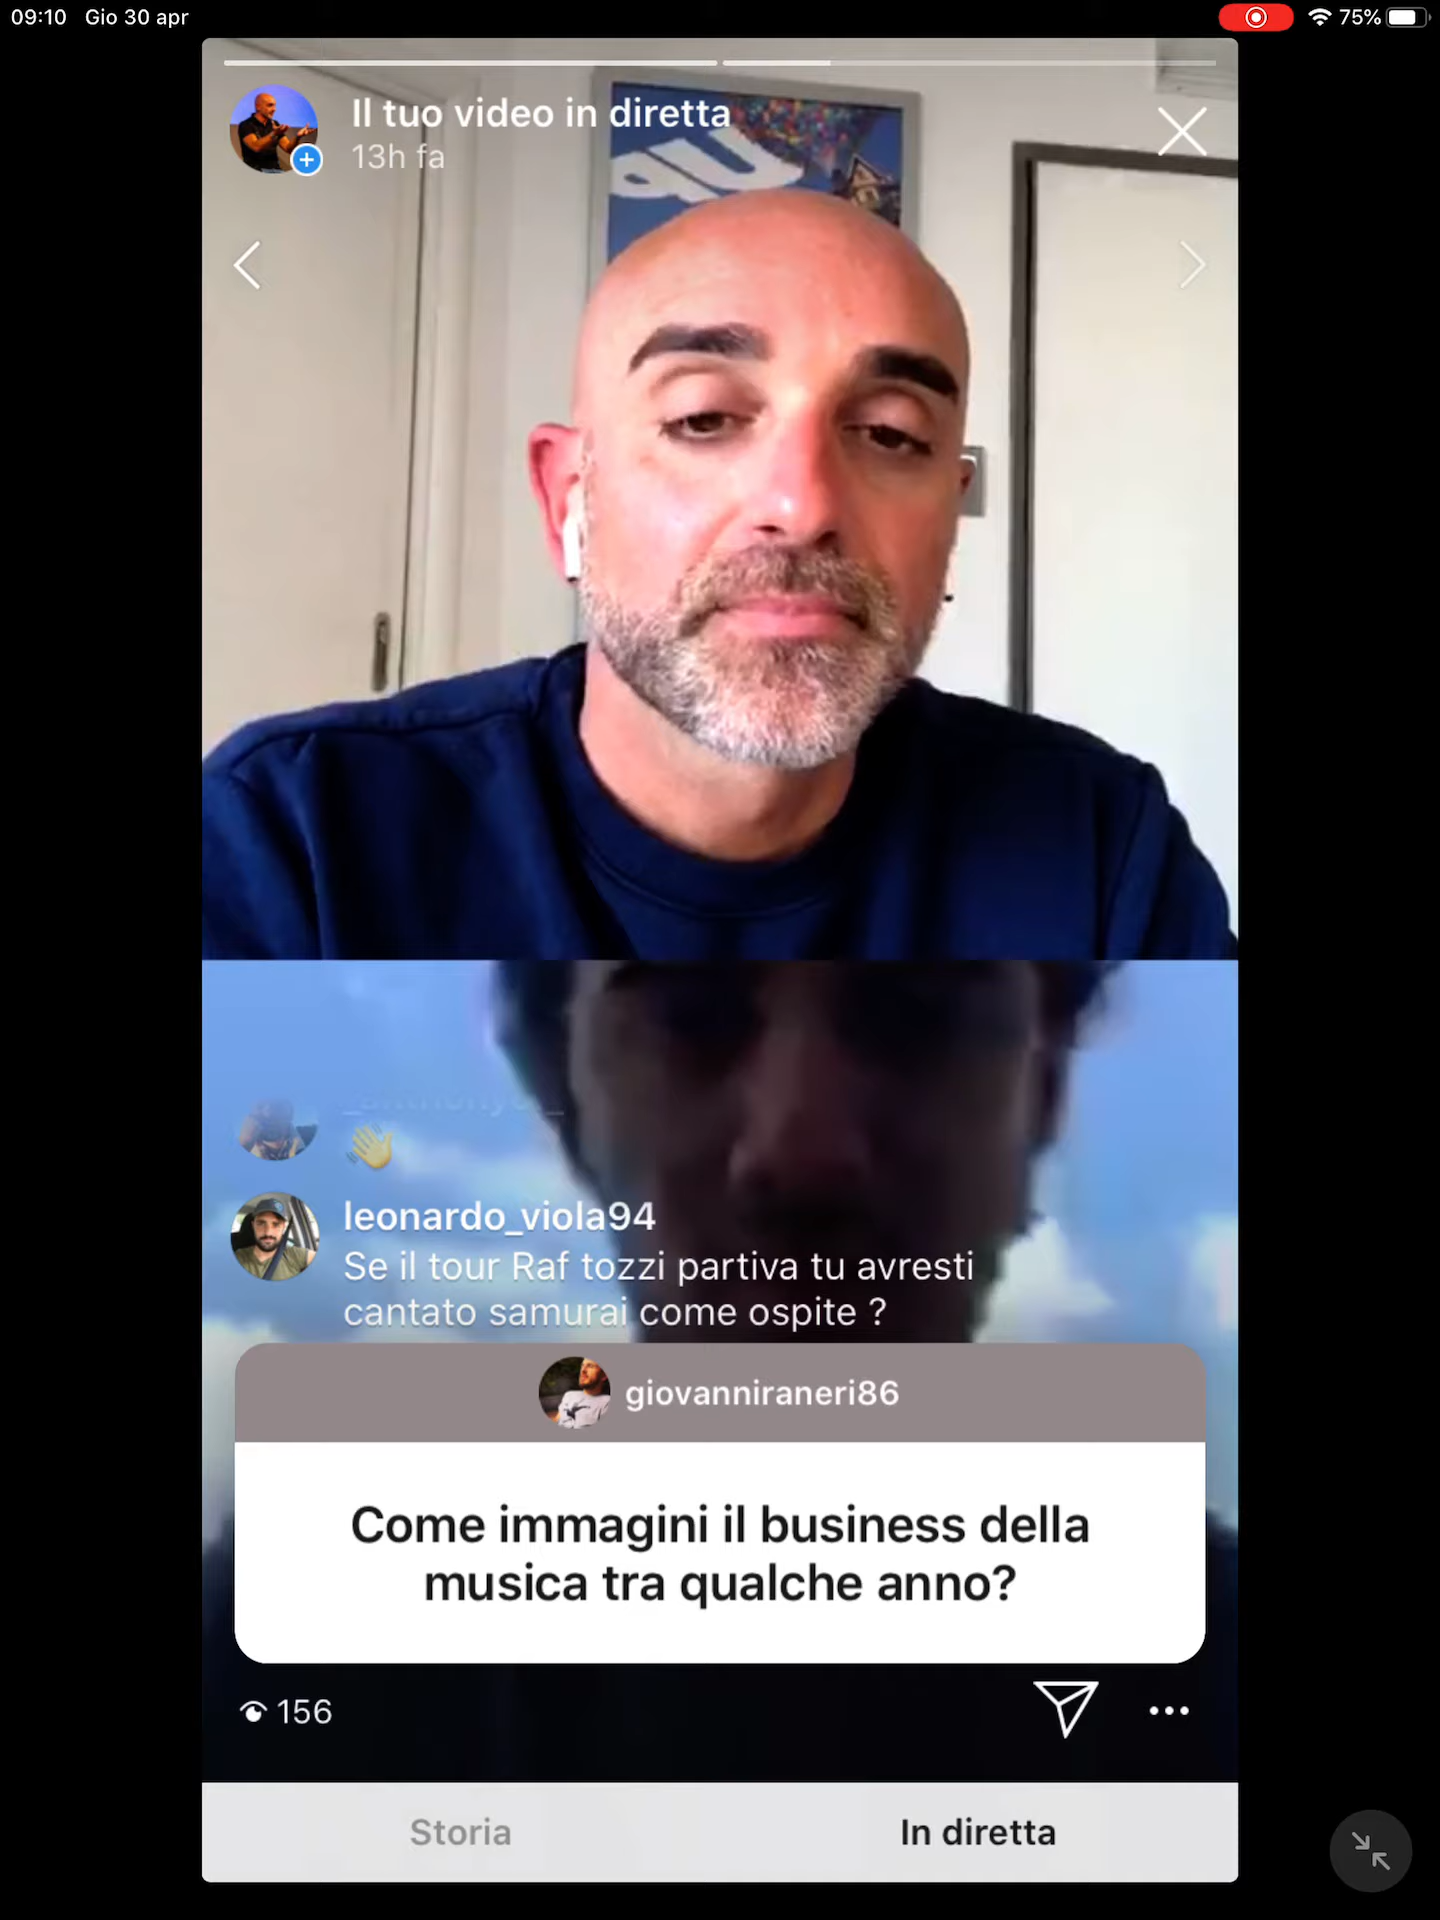 09:10 Gio 30 apr
75%
Il tuo video in diretta
13h fa
UP
leonardo_viola94
Se il tour Raf tozzi partiva tu avresti
cantato samurai come ospite ?
giovanniraneri86
Come immagini il business della
musica tra qualche anno?
156
Storia
In diretta